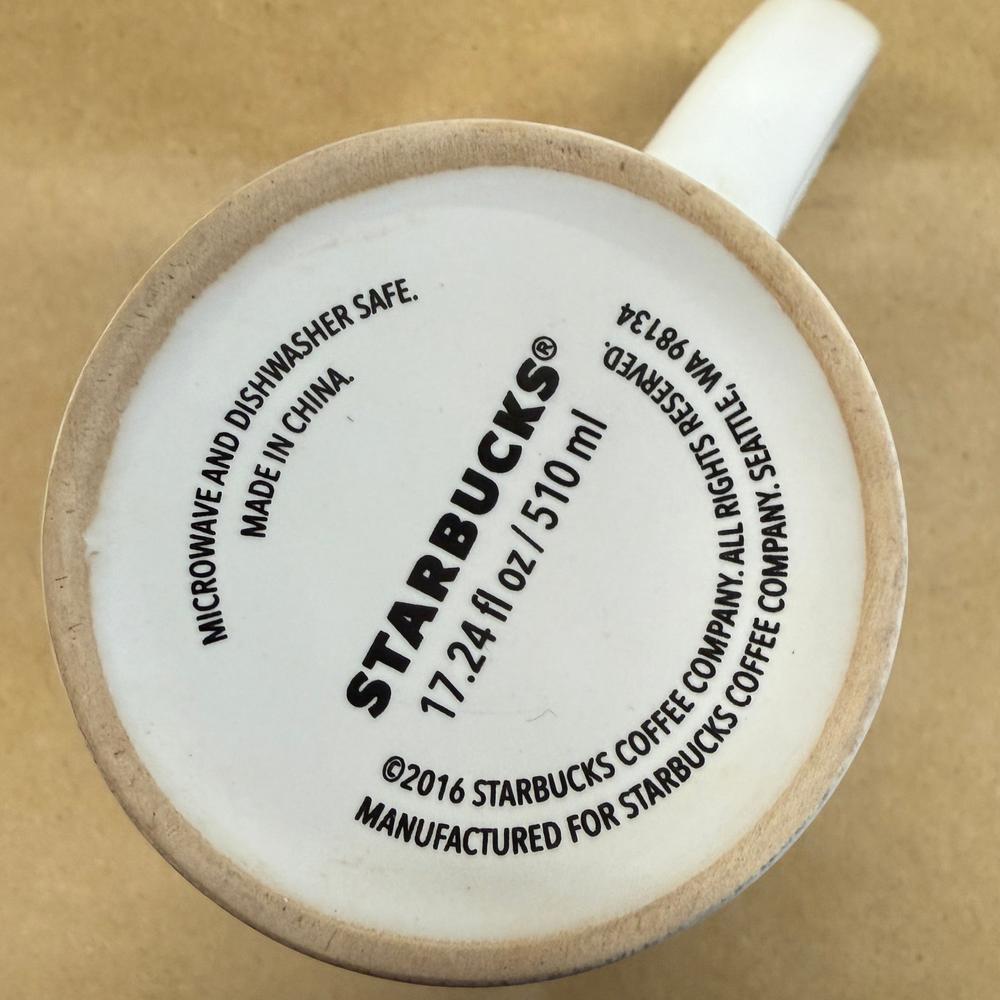 MICROWAVE AND DISHWASHER SAFE.
MADE IN CHINA.
STARBUCKS®
17.24 fl oz / 510 ml
©2016 STARBUCKS COFFEE COMPANY. ALL RIGHTS RESERVED.
MANUFACTURED FOR STARBUCKS COFFEE COMPANY. SEATTLE, WA 98134